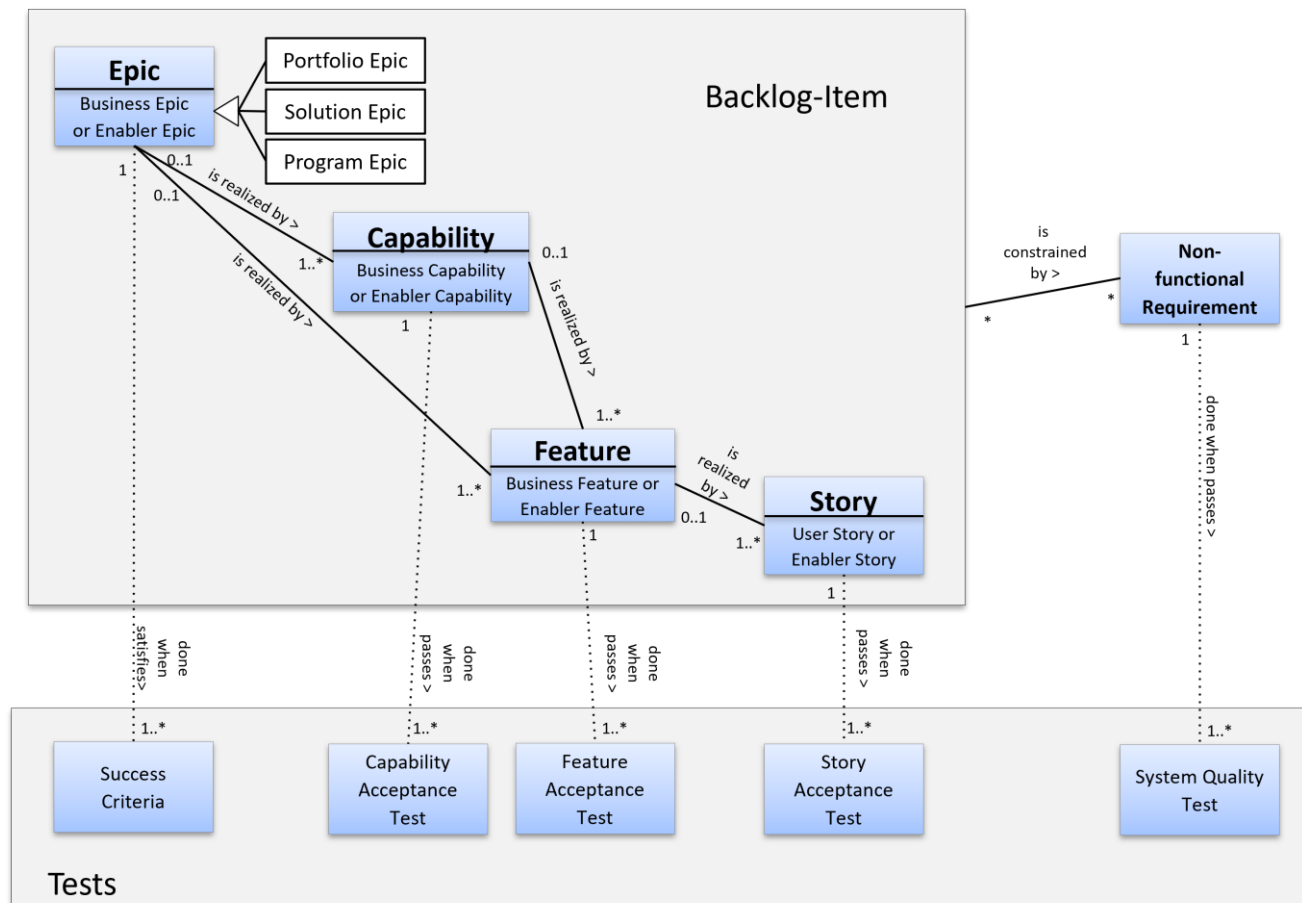 Epic
Business Epic
or Enabler Epic
Portfolio Epic
Solution Epic
Program Epic
Backlog-Item
1
0..1
0..1
is realized by >
is realized by >
1..*
Capability
Business Capability
or Enabler Capability
0..1
1
is realized by >
1..*
is
constrained
by >
*
*
Non-
functional
Requirement
1
1..*
Feature
Business Feature or
Enabler Feature
1
is
realized
by >
0..1
1..*
Story
User Story or
Enabler Story
1
done when passes >
done
when
satisfies>
done
when
passes >
done
when
passes >
done
when
passes >
1..*
1..*
1..*
1..*
1..*
Success
Criteria
Capability
Acceptance
Test
Feature
Acceptance
Test
Story
Acceptance
Test
System Quality
Test
Tests